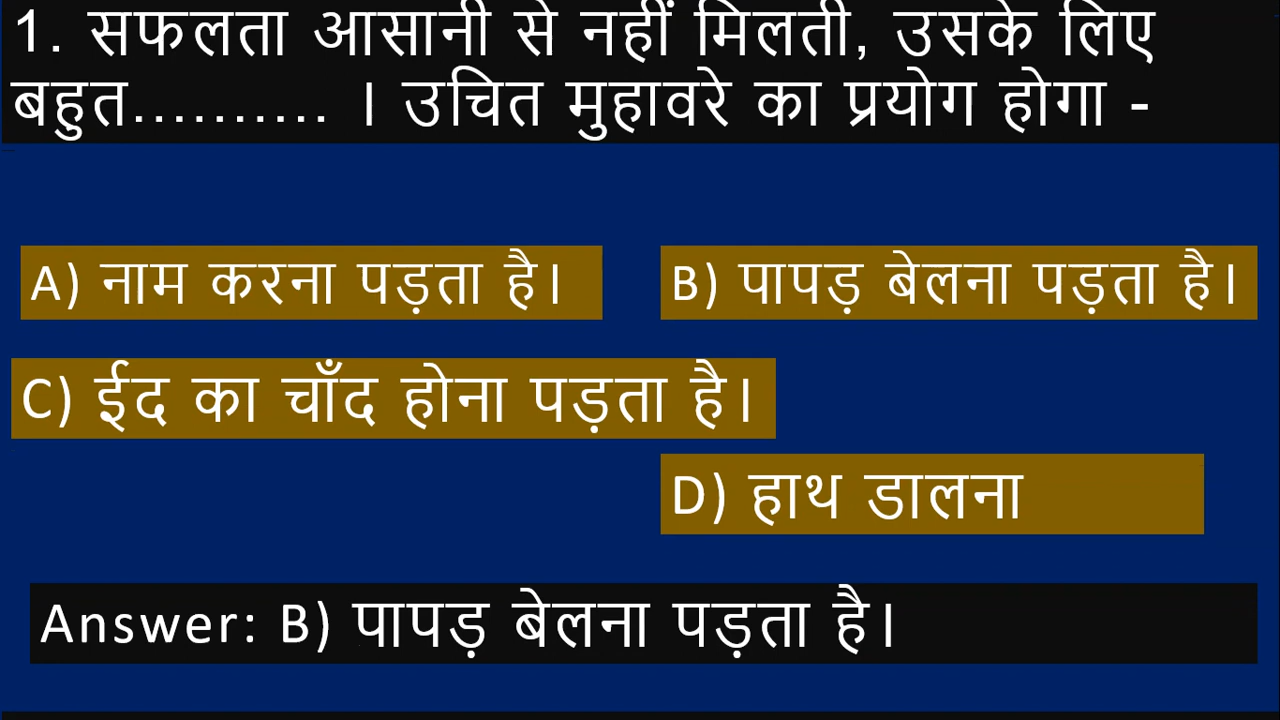 1. सफलता आसानी से नहीं मिलती, उसके लिए
बहुत.......... । उचित मुहावरे का प्रयोग होगा -
A) नाम करना पड़ता है।
B) पापड़ बेलना पड़ता है।
C) ईद का चाँद होना पड़ता है।
D) हाथ डालना
Answer: B) पापड़ बेलना पड़ता है।